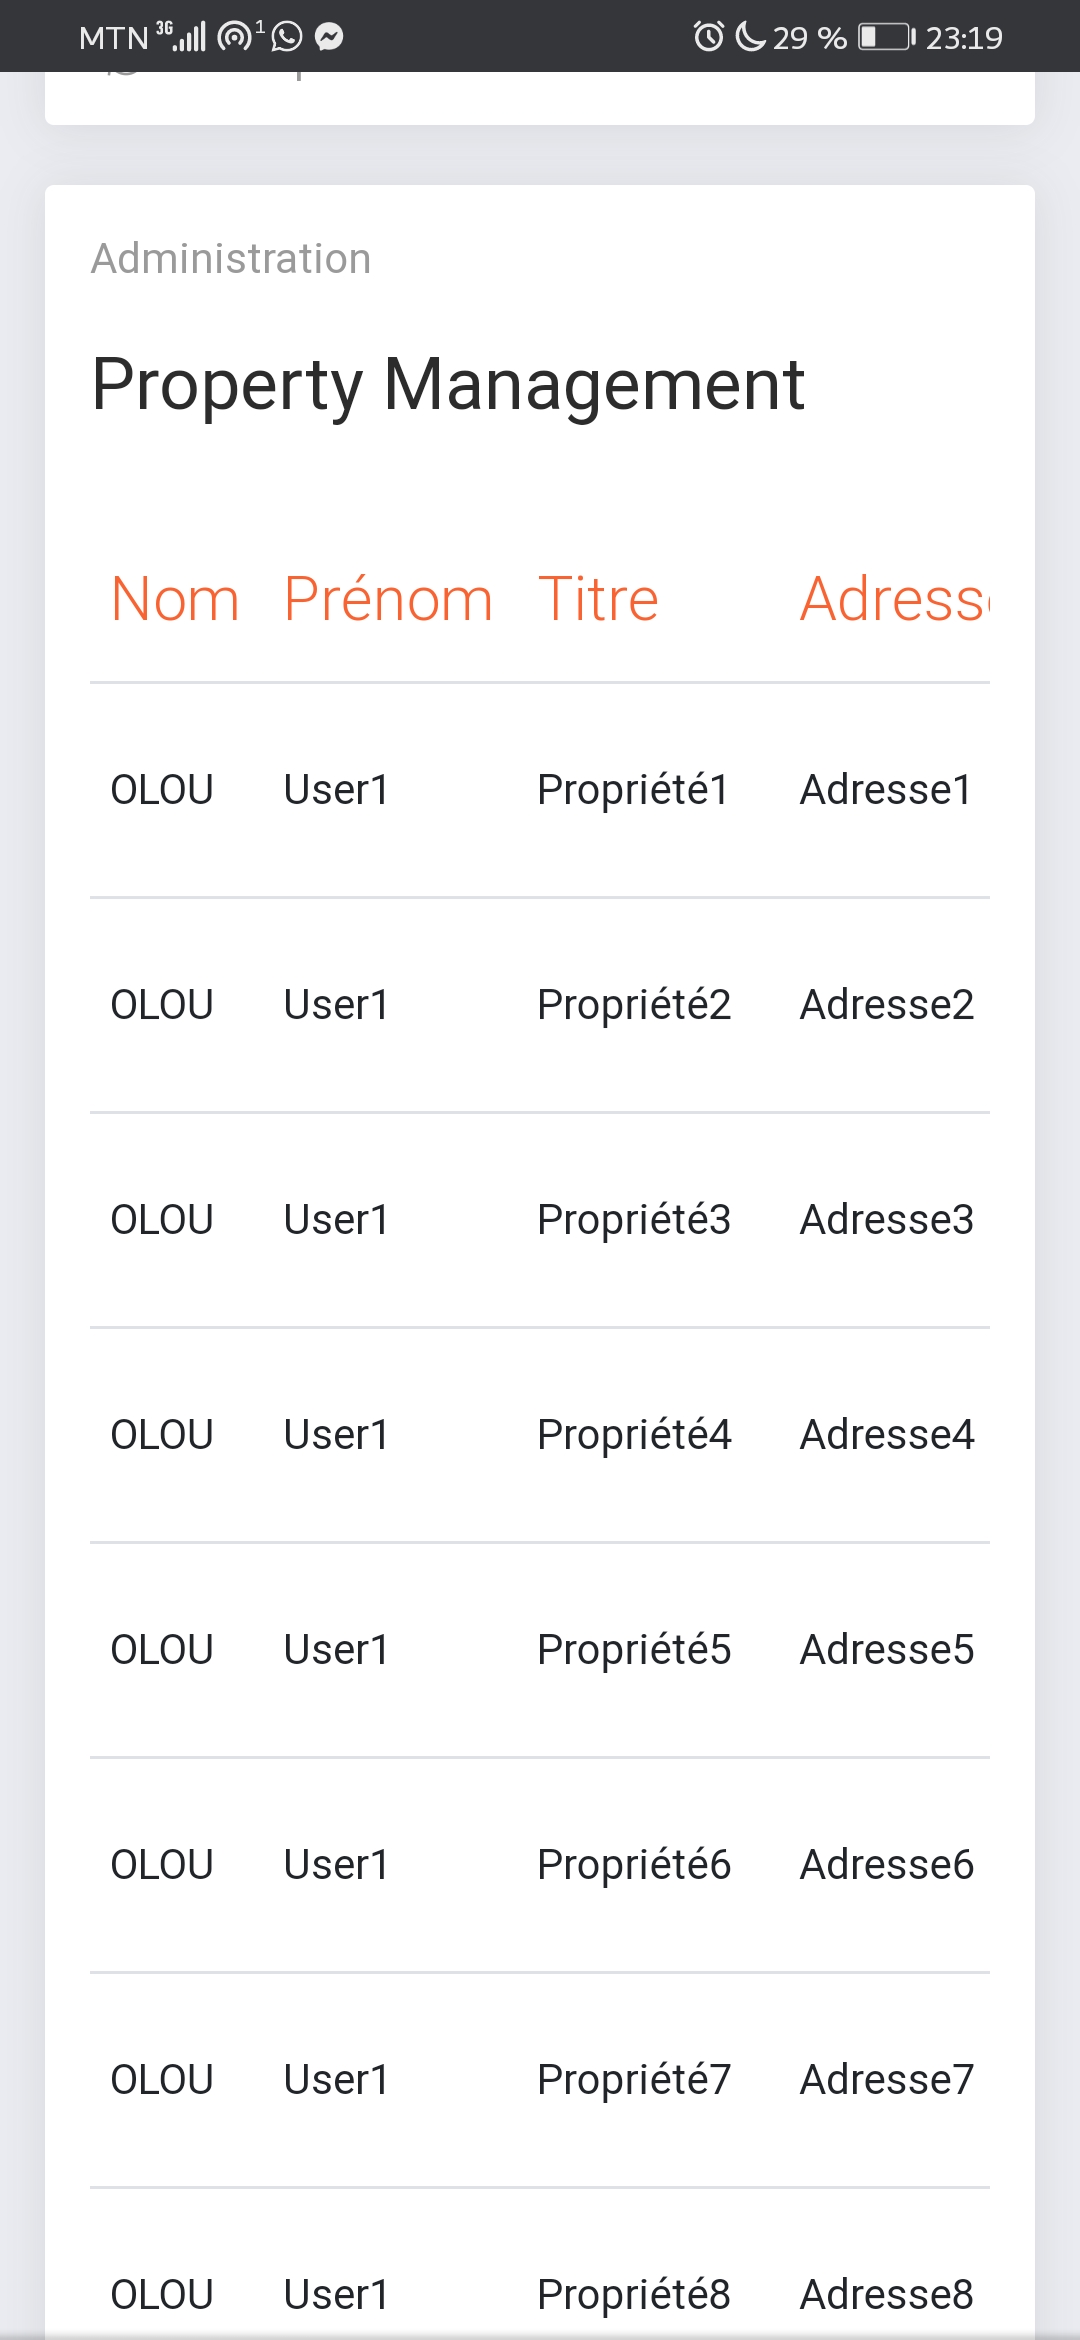 MTN 3G 1 29 % 23:19
Administration
Property Management
Nom Prénom Titre Adress
OLOU User1 Propriété1 Adresse1
OLOU User1 Propriété2 Adresse2
OLOU User1 Propriété3 Adresse3
OLOU User1 Propriété4 Adresse4
OLOU User1 Propriété5 Adresse5
OLOU User1 Propriété6 Adresse6
OLOU User1 Propriété7 Adresse7
OLOU User1 Propriété8 Adresse8